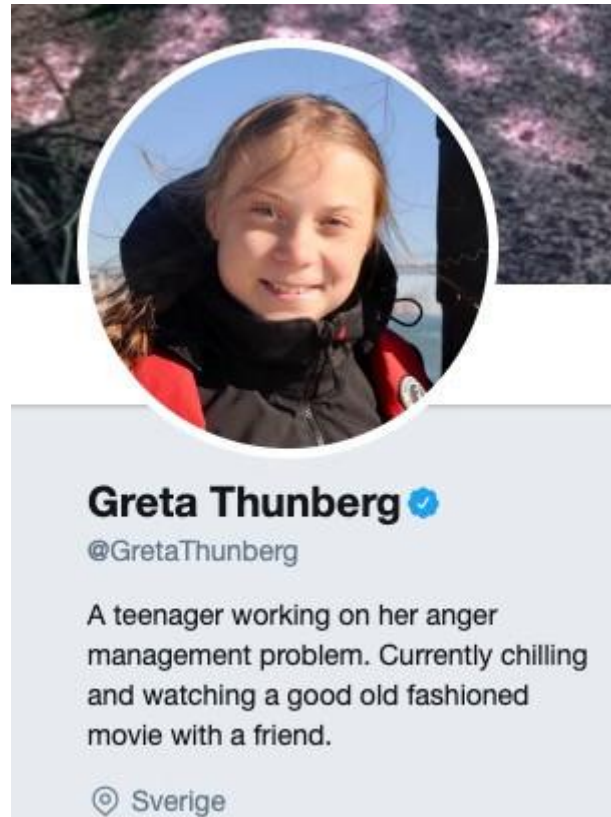 Greta Thunberg
@GretaThunberg
A teenager working on her anger
management problem. Currently chilling
and watching a good old fashioned
movie with a friend.
Sverige